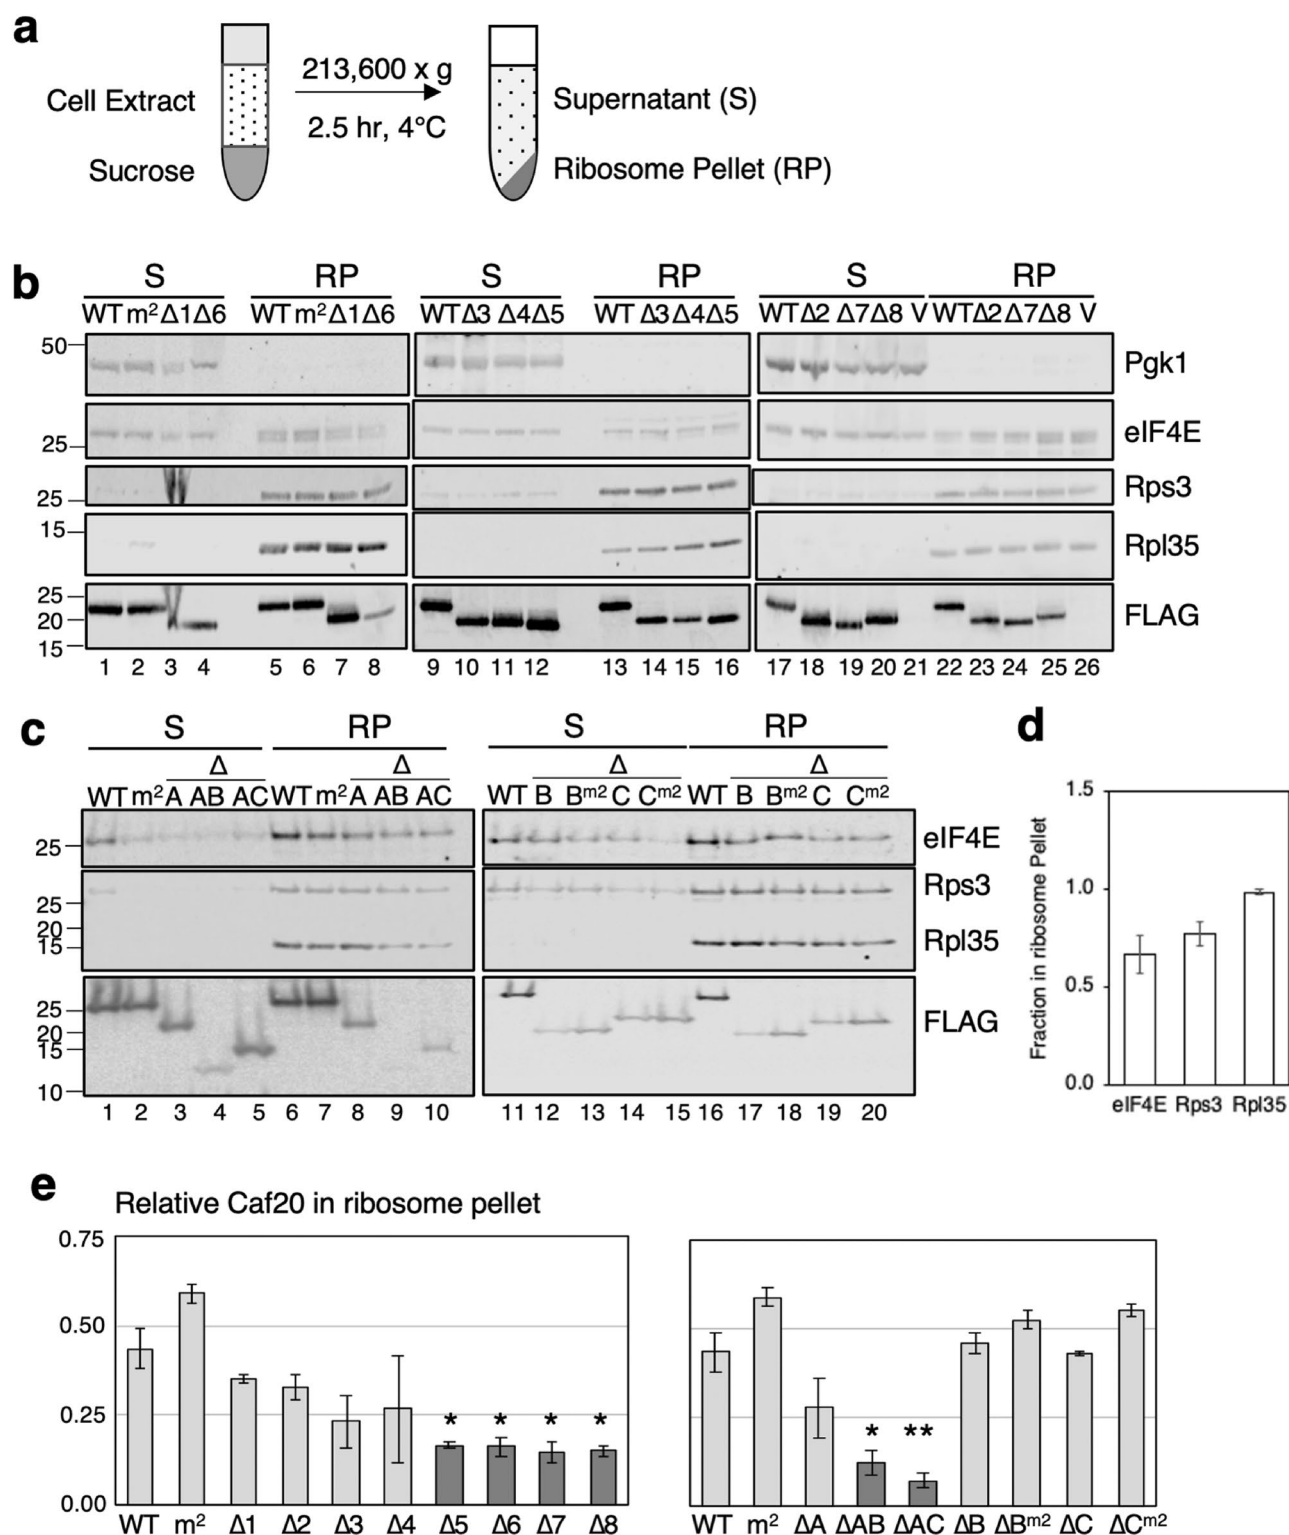 a
Cell Extract
Sucrose
213,600 x g
2.5 hr, 4°C
Supernatant (S)
Ribosome Pellet (RP)
b
S RP S RP S RP
WT m² Δ1 Δ6 WT m² Δ1 Δ6 WT Δ3 Δ4 Δ5 WT Δ3 Δ4 Δ5 WT Δ2 Δ7 Δ8 V WT Δ2 Δ7 Δ8 V
50 Pgk1
25 eIF4E
25 Rps3
15 Rpl35
25
20 FLAG
15
1 2 3 4 5 6 7 8 9 10 11 12 13 14 15 16 17 18 19 20 21 22 23 24 25 26
c
S RP S RP
Δ Δ Δ Δ
WT m² A AB AC WT m² A AB AC WT B Bᵐ² C Cᵐ² WT B Bᵐ² C Cᵐ²
25 eIF4E
25 Rps3
20
15 Rpl35
25
20 FLAG
15
10
1 2 3 4 5 6 7 8 9 10 11 12 13 14 15 16 17 18 19 20
d
Fraction in ribosome Pellet
1.5
1.0
0.5
0.0
eIF4E Rps3 Rpl35
e
Relative Caf20 in ribosome pellet
0.75
0.50
0.25
0.00
* * * * * **
WT m² Δ1 Δ2 Δ3 Δ4 Δ5 Δ6 Δ7 Δ8 WT m² ΔA ΔAB ΔAC ΔB ΔBᵐ² ΔC ΔCᵐ²